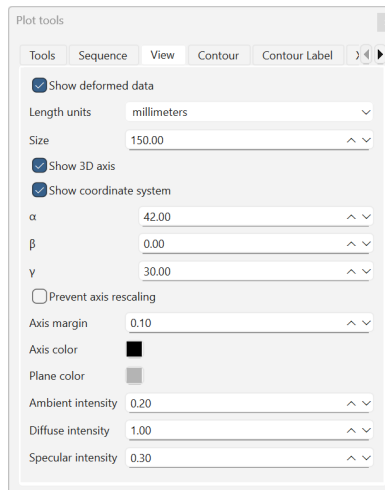 Plot tools
Tools Sequence View Contour Contour Label
Show deformed data
Length units millimeters
Size 150.00
Show 3D axis
Show coordinate system
α 42.00
β 0.00
γ 30.00
Prevent axis rescaling
Axis margin 0.10
Axis color
Plane color
Ambient intensity 0.20
Diffuse intensity 1.00
Specular intensity 0.30